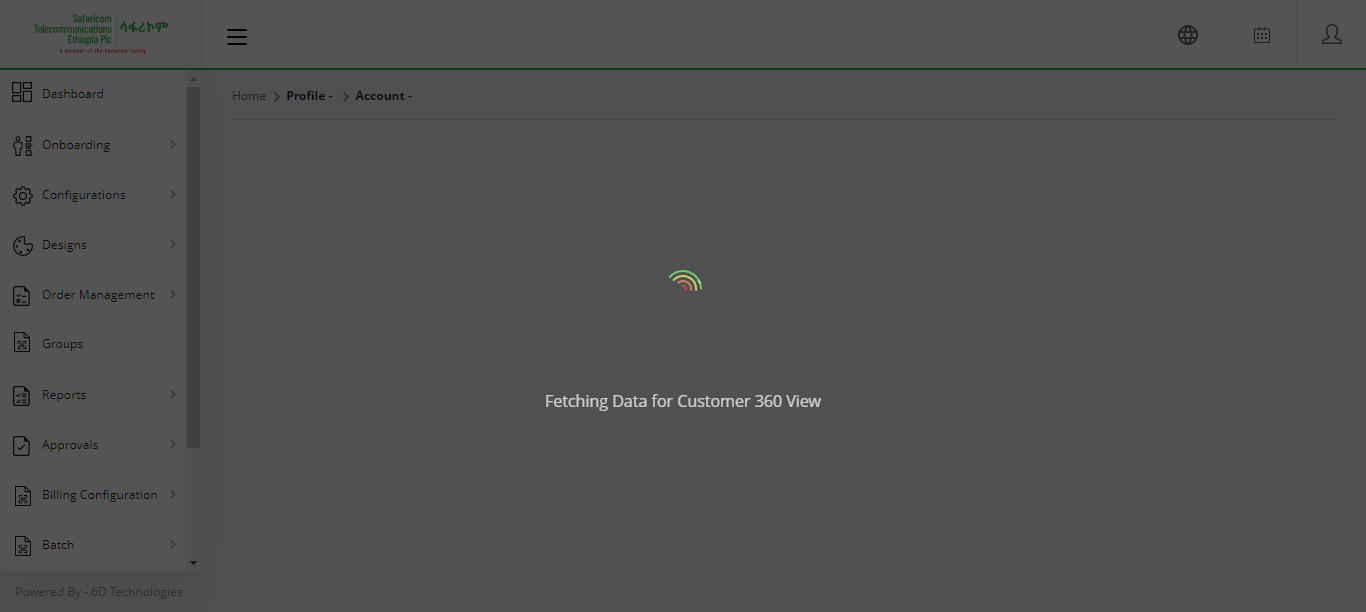 Safaricom
Telecommunications
Ethiopia Plc
ሳፋሪኮም
A member of the Vodacom family
Home
Profile -
Account -
Dashboard
Onboarding
Configurations
Designs
Order Management
Groups
Reports
Approvals
Billing Configuration
Batch
Fetching Data for Customer 360 View
Powered By - 6D Technologies